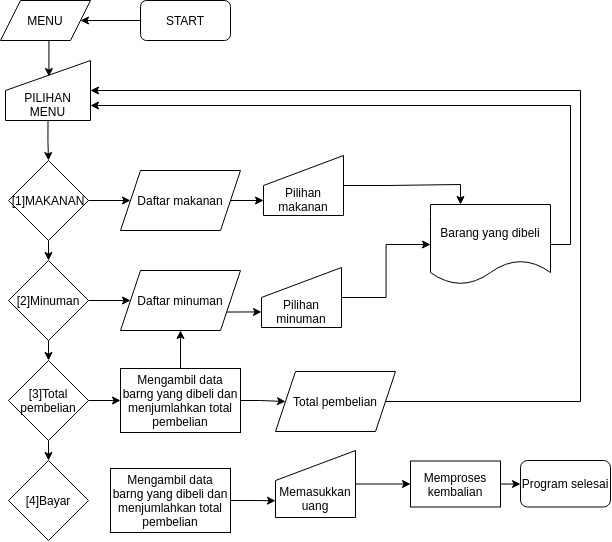 MENU
START
PILIHAN
MENU
[1]MAKANAN
Daftar makanan
Pilihan
makanan
Barang yang dibeli
[2]Minuman
Daftar minuman
Pilihan
minuman
[3]Total
pembelian
Mengambil data
barng yang dibeli dan
menjumlahkan total
pembelian
Total pembelian
[4]Bayar
Mengambil data
barng yang dibeli dan
menjumlahkan total
pembelian
Memasukkan
uang
Memproses
kembalian
Program selesai